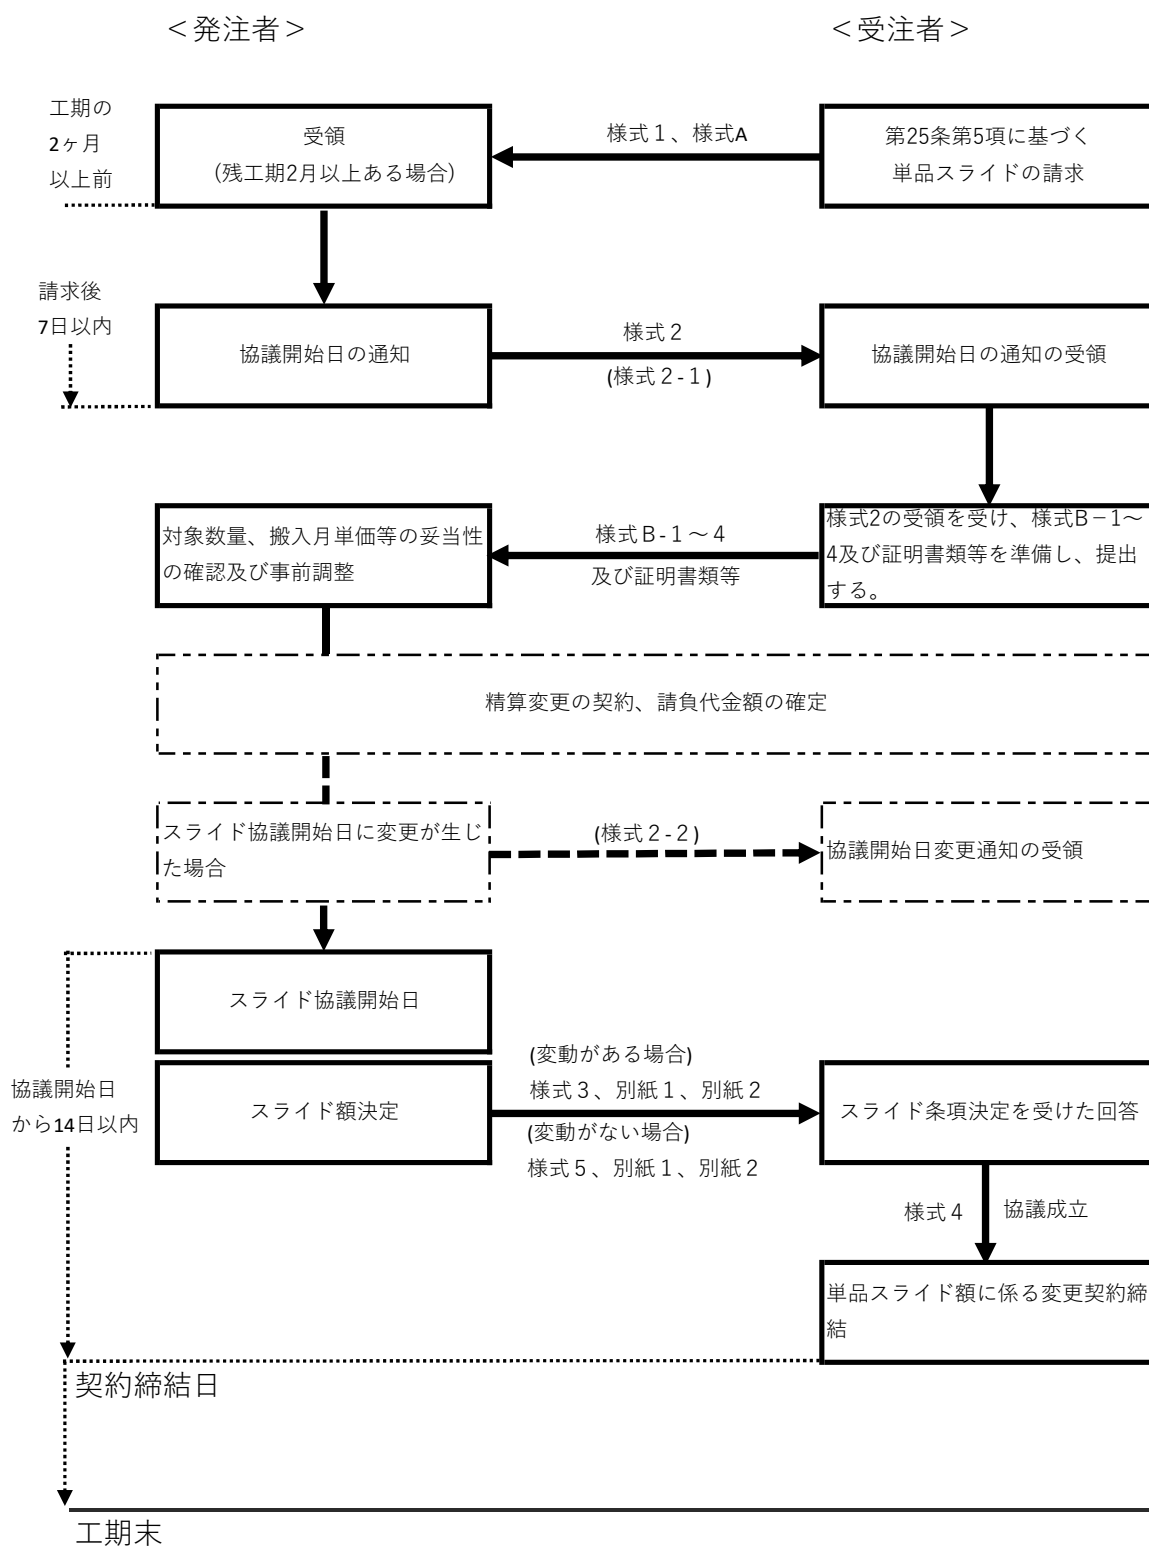 ＜発注者＞
＜受注者＞
工期の
2ヶ月
以上前
受領
(残工期2月以上ある場合)
様式１、様式A
第25条第5項に基づく
単品スライドの請求
請求後
7日以内
協議開始日の通知
様式２
(様式２-１)
協議開始日の通知の受領
対象数量、搬入月単価等の妥当性
の確認及び事前調整
様式Ｂ-１～４
及び証明書類等
様式2の受領を受け、様式Ｂ－1～
4及び証明書類等を準備し、提出
する。
精算変更の契約、請負代金額の確定
スライド協議開始日に変更が生じ
た場合
(様式２-２)
協議開始日変更通知の受領
スライド協議開始日
協議開始日
から14日以内
スライド額決定
(変動がある場合)
様式３、別紙１、別紙２
(変動がない場合)
様式５、別紙１、別紙２
スライド条項決定を受けた回答
様式４
協議成立
単品スライド額に係る変更契約締
結
契約締結日
工期末